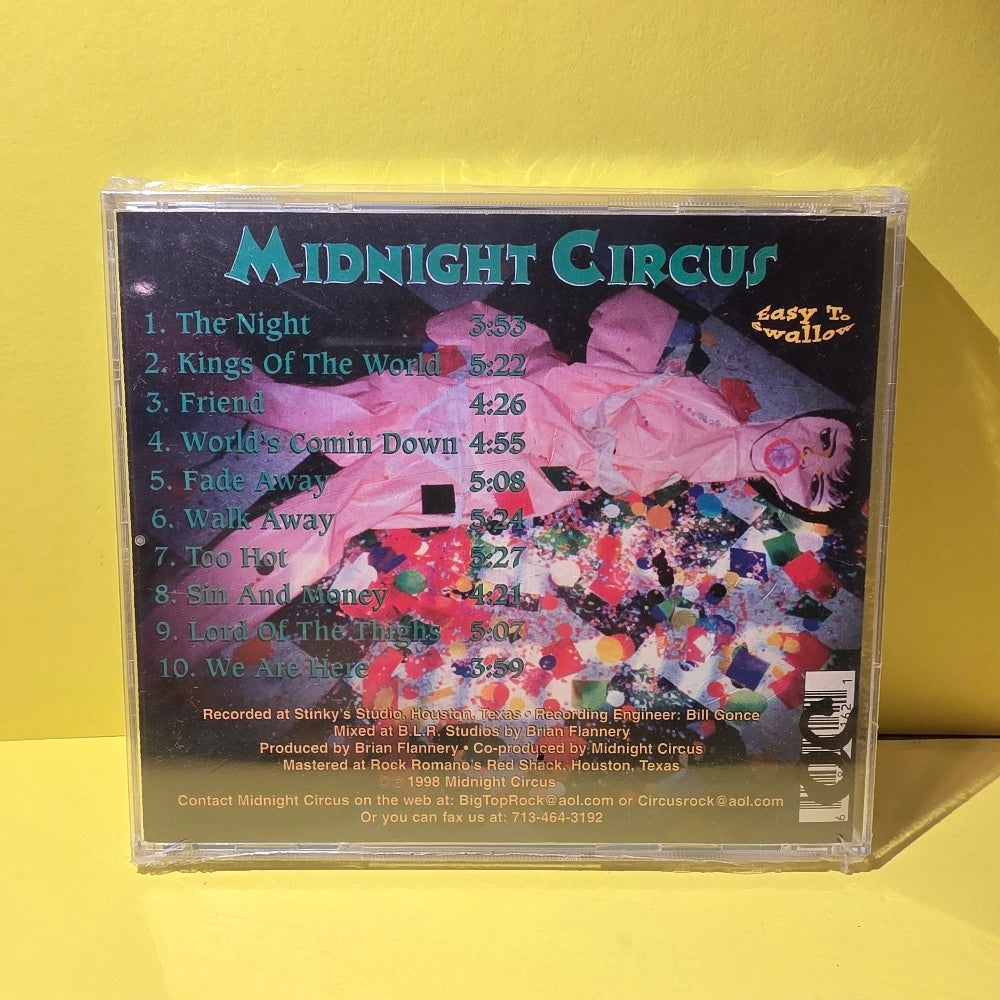 MIDNIGHT CIRCUS
Easy To
Swallow
1. The Night 3:53
2. Kings Of The World 5:22
3. Friend 4:26
4. World's Comin Down 4:55
5. Fade Away 5:08
6. Walk Away 5:24
7. Too Hot 5:27
8. Sin And Money 4:21
9. Lord Of The Thighs 5:07
10. We Are Here 3:59
Recorded at Stinky's Studio, Houston, Texas • Recording Engineer: Bill Gonce
Mixed at B.L.R. Studios by Brian Flannery
Produced by Brian Flannery • Co-produced by Midnight Circus
Mastered at Rock Romano's Red Shack, Houston, Texas
©℗ 1998 Midnight Circus
Contact Midnight Circus on the web at: BigTopRock@aol.com or Circusrock@aol.com
Or you can fax us at: 713-464-3192